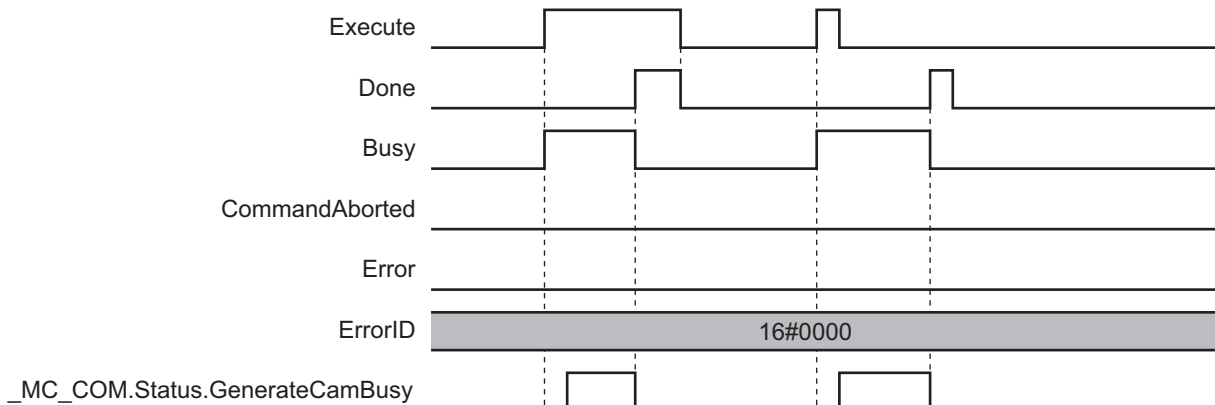 Execute
Done
Busy
CommandAborted
Error
ErrorID
16#0000
_MC_COM.Status.GenerateCamBusy